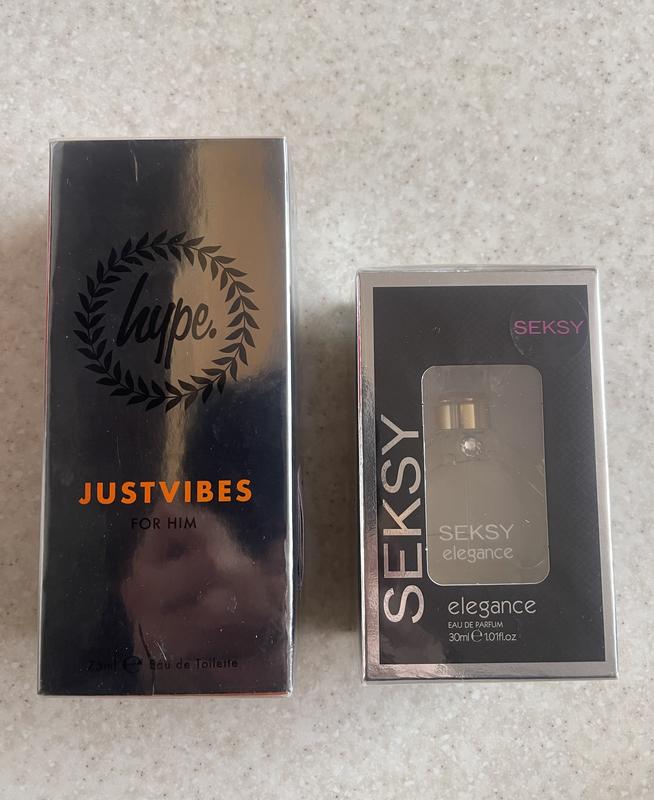 hype.
JUSTVIBES
FOR HIM
75ml ℮ Eau de Toilette
SEKSY
SEKSY
SEKSY
elegance
elegance
EAU DE PARFUM
30ml ℮ 1.01fl.oz